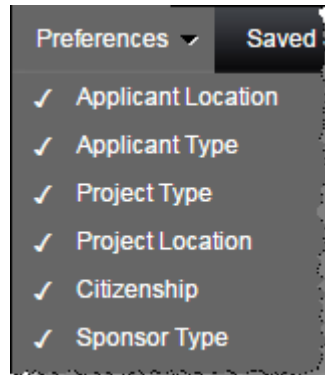 Preferences Saved
✓ Applicant Location
✓ Applicant Type
✓ Project Type
✓ Project Location
✓ Citizenship
✓ Sponsor Type